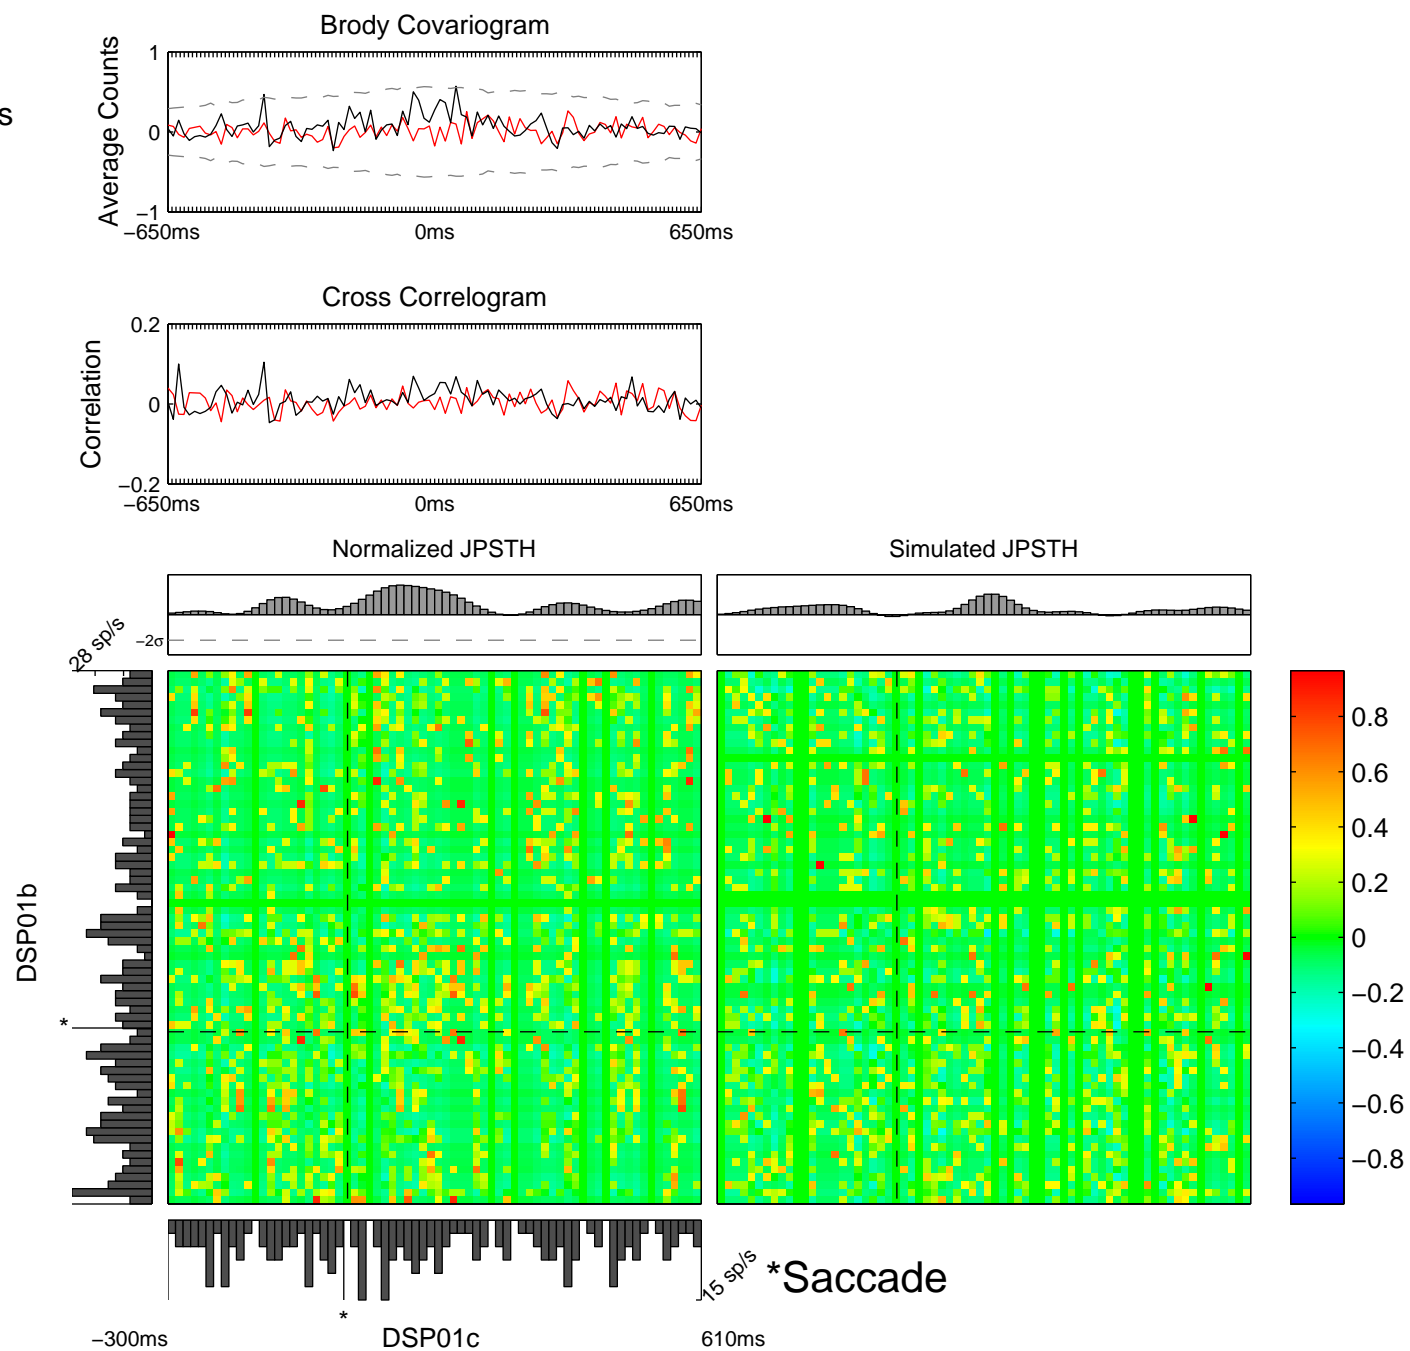 Brody Covariogram
s
Average Counts
1
0
−1
−650ms
0ms
650ms
Cross Correlogram
Correlation
0.2
0
−0.2
−650ms
0ms
650ms
Normalized JPSTH
Simulated JPSTH
−2σ
28 sp/s
DSP01b
*
0.8
0.6
0.4
0.2
0
−0.2
−0.4
−0.6
−0.8
15 sp/s
*Saccade
*
−300ms
DSP01c
610ms